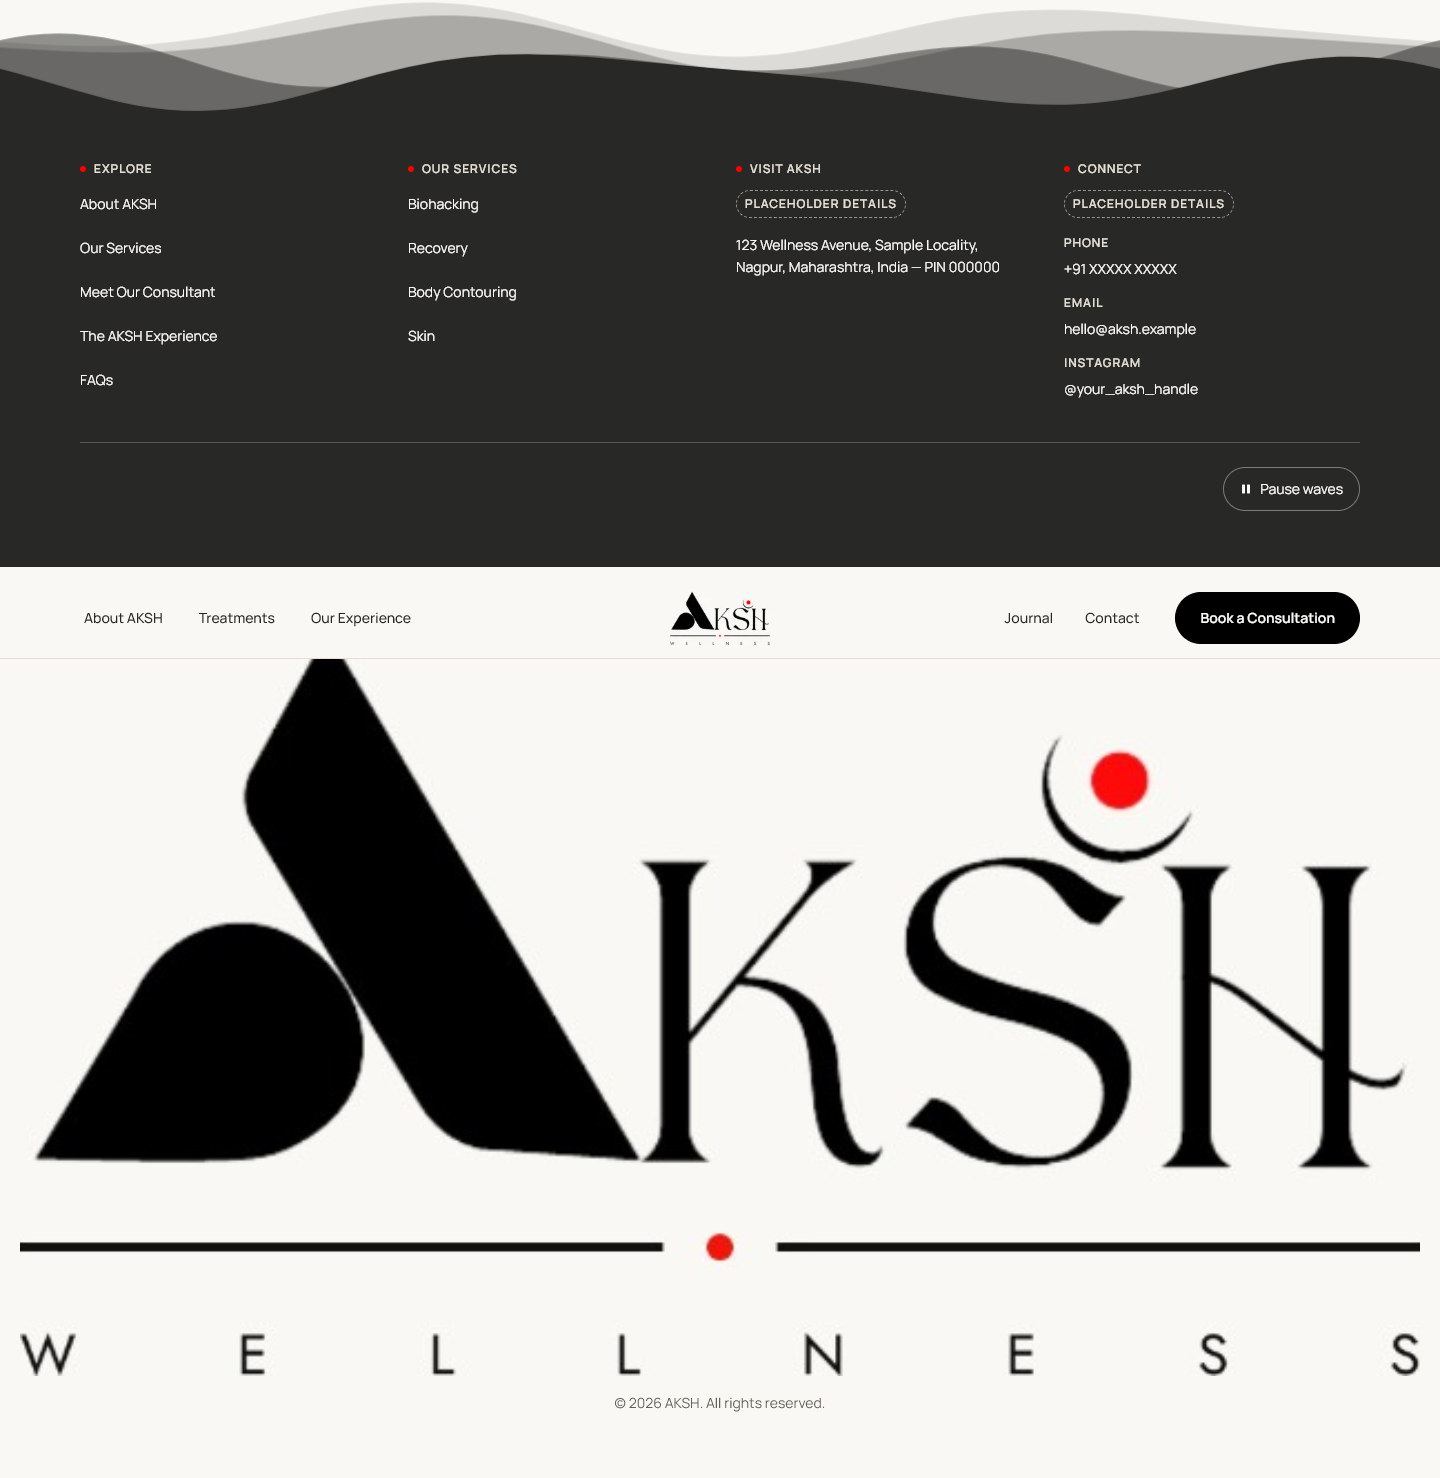 EXPLORE
About AKSH
Our Services
Meet Our Consultant
The AKSH Experience
FAQs
OUR SERVICES
Biohacking
Recovery
Body Contouring
Skin
VISIT AKSH
PLACEHOLDER DETAILS
123 Wellness Avenue, Sample Locality,
Nagpur, Maharashtra, India — PIN 000000
CONNECT
PLACEHOLDER DETAILS
PHONE
+91 XXXXX XXXXX
EMAIL
hello@aksh.example
INSTAGRAM
@your_aksh_handle
Pause waves
About AKSH Treatments Our Experience
AKSH
WELLNESS
Journal Contact Book a Consultation
AKSH
WELLNESS
© 2026 AKSH. All rights reserved.